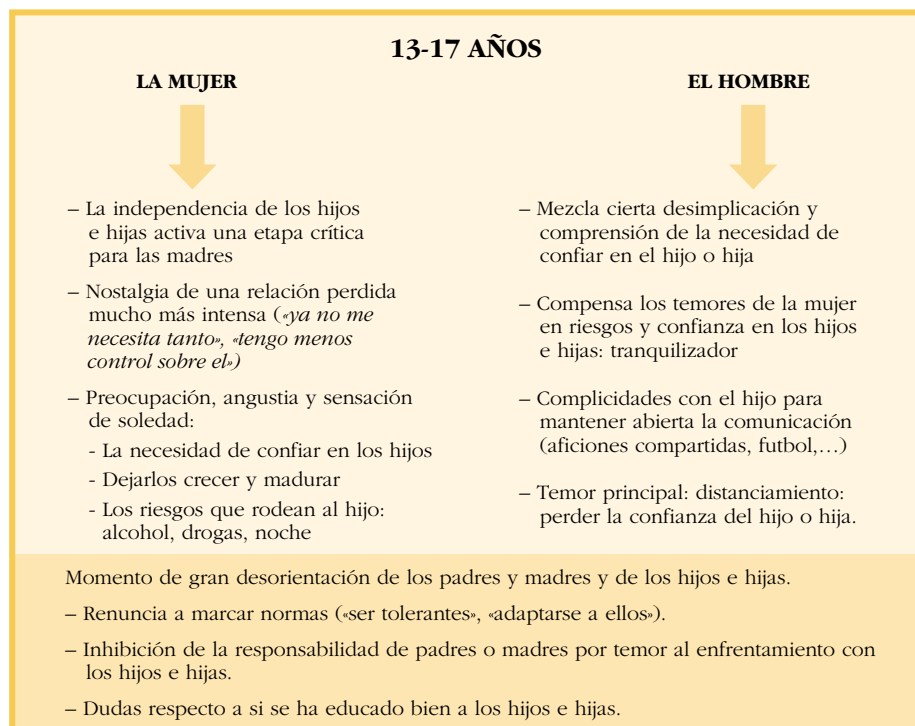 13-17 AÑOS
LA MUJER
– La independencia de los hijos
e hijas activa una etapa crítica
para las madres
– Nostalgia de una relación perdida
mucho más intensa («ya no me
necesita tanto», «tengo menos
control sobre el»)
– Preocupación, angustia y sensación
de soledad:
- La necesidad de confiar en los hijos
- Dejarlos crecer y madurar
- Los riesgos que rodean al hijo:
alcohol, drogas, noche
EL HOMBRE
– Mezcla cierta desimplicación y
comprensión de la necesidad de
confiar en el hijo o hija
– Compensa los temores de la mujer
en riesgos y confianza en los hijos
e hijas: tranquilizador
– Complicidades con el hijo para
mantener abierta la comunicación
(aficiones compartidas, futbol,…)
– Temor principal: distanciamiento:
perder la confianza del hijo o hija.
Momento de gran desorientación de los padres y madres y de los hijos e hijas.
– Renuncia a marcar normas («ser tolerantes», «adaptarse a ellos»).
– Inhibición de la responsabilidad de padres o madres por temor al enfrentamiento con
los hijos e hijas.
– Dudas respecto a si se ha educado bien a los hijos e hijas.